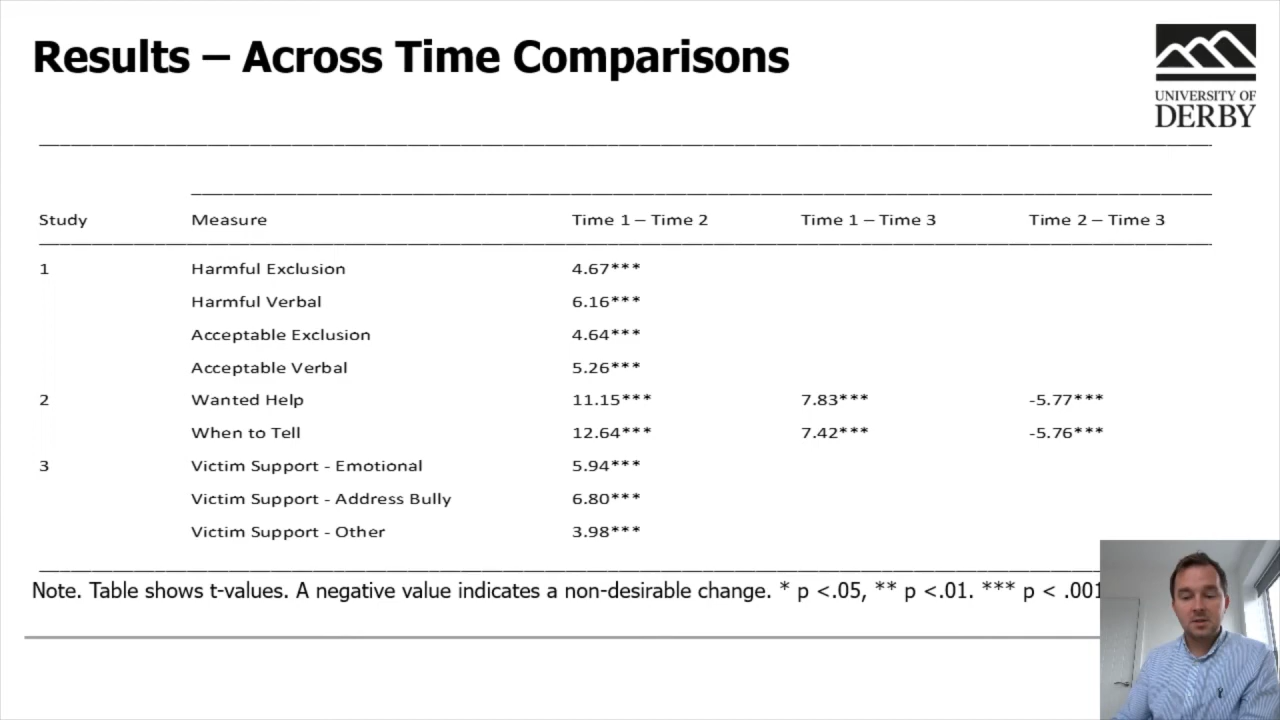 Results – Across Time Comparisons
UNIVERSITY OF
DERBY
Study Measure Time 1 – Time 2 Time 1 – Time 3 Time 2 – Time 3
1 Harmful Exclusion 4.67***
Harmful Verbal 6.16***
Acceptable Exclusion 4.64***
Acceptable Verbal 5.26***
2 Wanted Help 11.15*** 7.83*** -5.77***
When to Tell 12.64*** 7.42*** -5.76***
3 Victim Support - Emotional 5.94***
Victim Support - Address Bully 6.80***
Victim Support - Other 3.98***
Note. Table shows t-values. A negative value indicates a non-desirable change. * p <.05, ** p <.01. *** p < .001